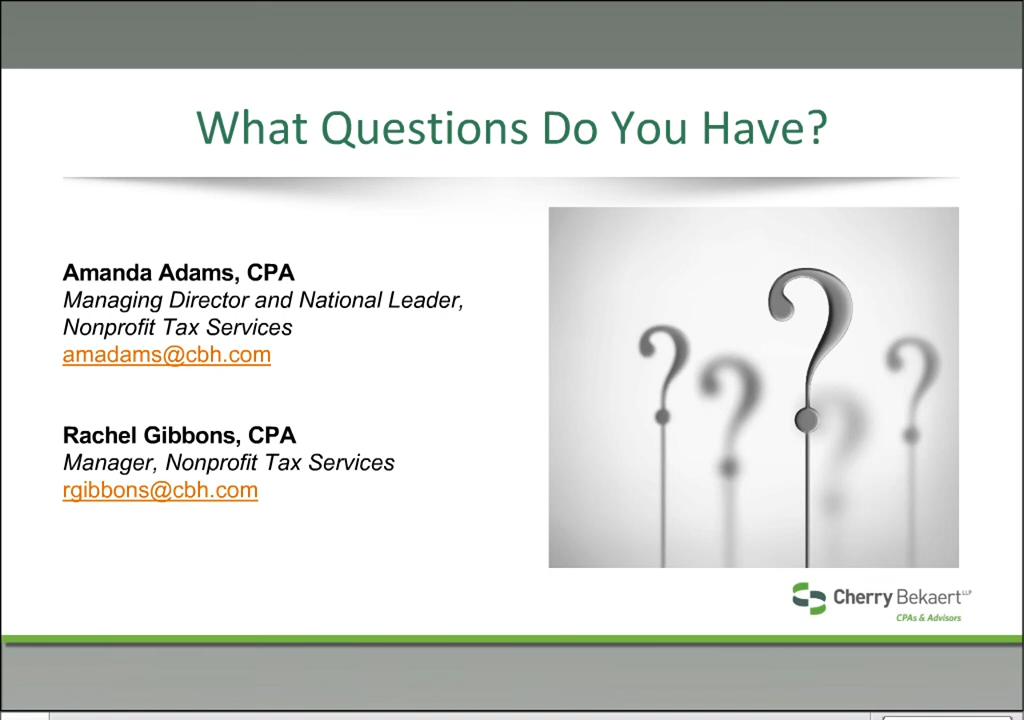 What Questions Do You Have?
Amanda Adams, CPA
Managing Director and National Leader,
Nonprofit Tax Services
amadams@cbh.com
Rachel Gibbons, CPA
Manager, Nonprofit Tax Services
rgibbons@cbh.com
Cherry Bekaert LLP
CPAs & Advisors